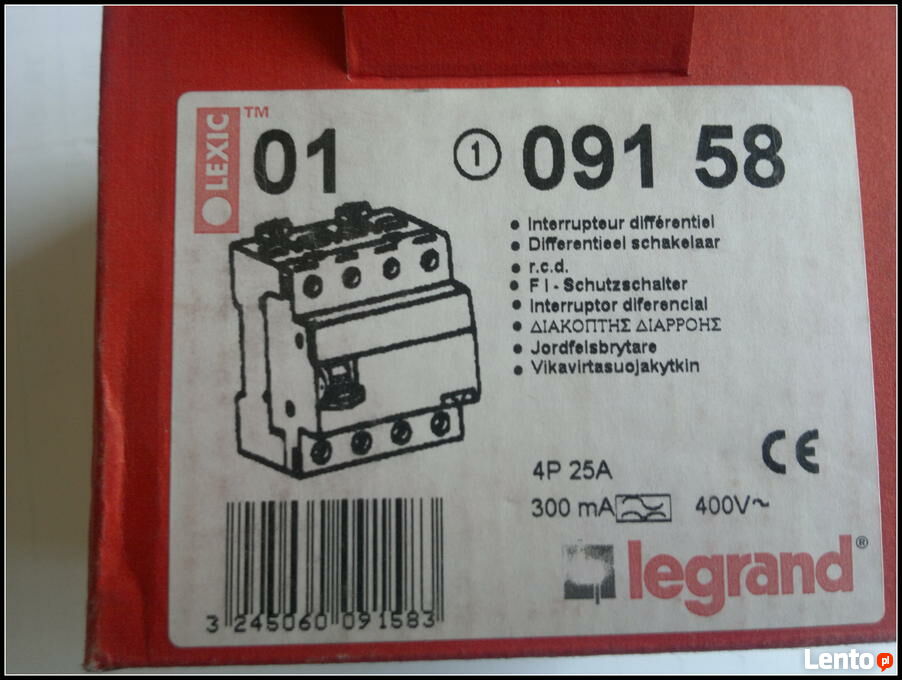 LEXIC™
01 1 091 58
• Interrupteur différentiel
• Differentieel schakelaar
• r.c.d.
• F I - Schutzschalter
• Interruptor diferencial
• ΔΙΑΚΟΠΤΗΣ ΔΙΑΡΡΟΗΣ
• Jordfelsbrytare
• Vikavirtasuojakytkin
CE
4P 25A
300 mA 400V~
legrand®
3 245060 091583
Lento pl